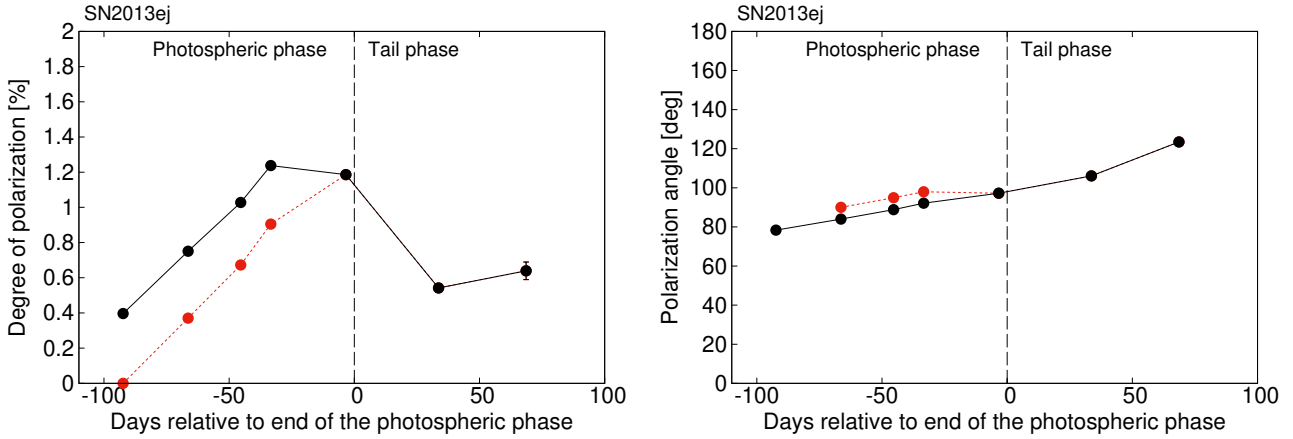 SN2013ej
Photospheric phase Tail phase
Degree of polarization [%]
2
1.8
1.6
1.4
1.2
1
0.8
0.6
0.4
0.2
0
-100 -50 0 50 100
Days relative to end of the photospheric phase
SN2013ej
Photospheric phase Tail phase
Polarization angle [deg]
180
160
140
120
100
80
60
40
20
0
-100 -50 0 50 100
Days relative to end of the photospheric phase